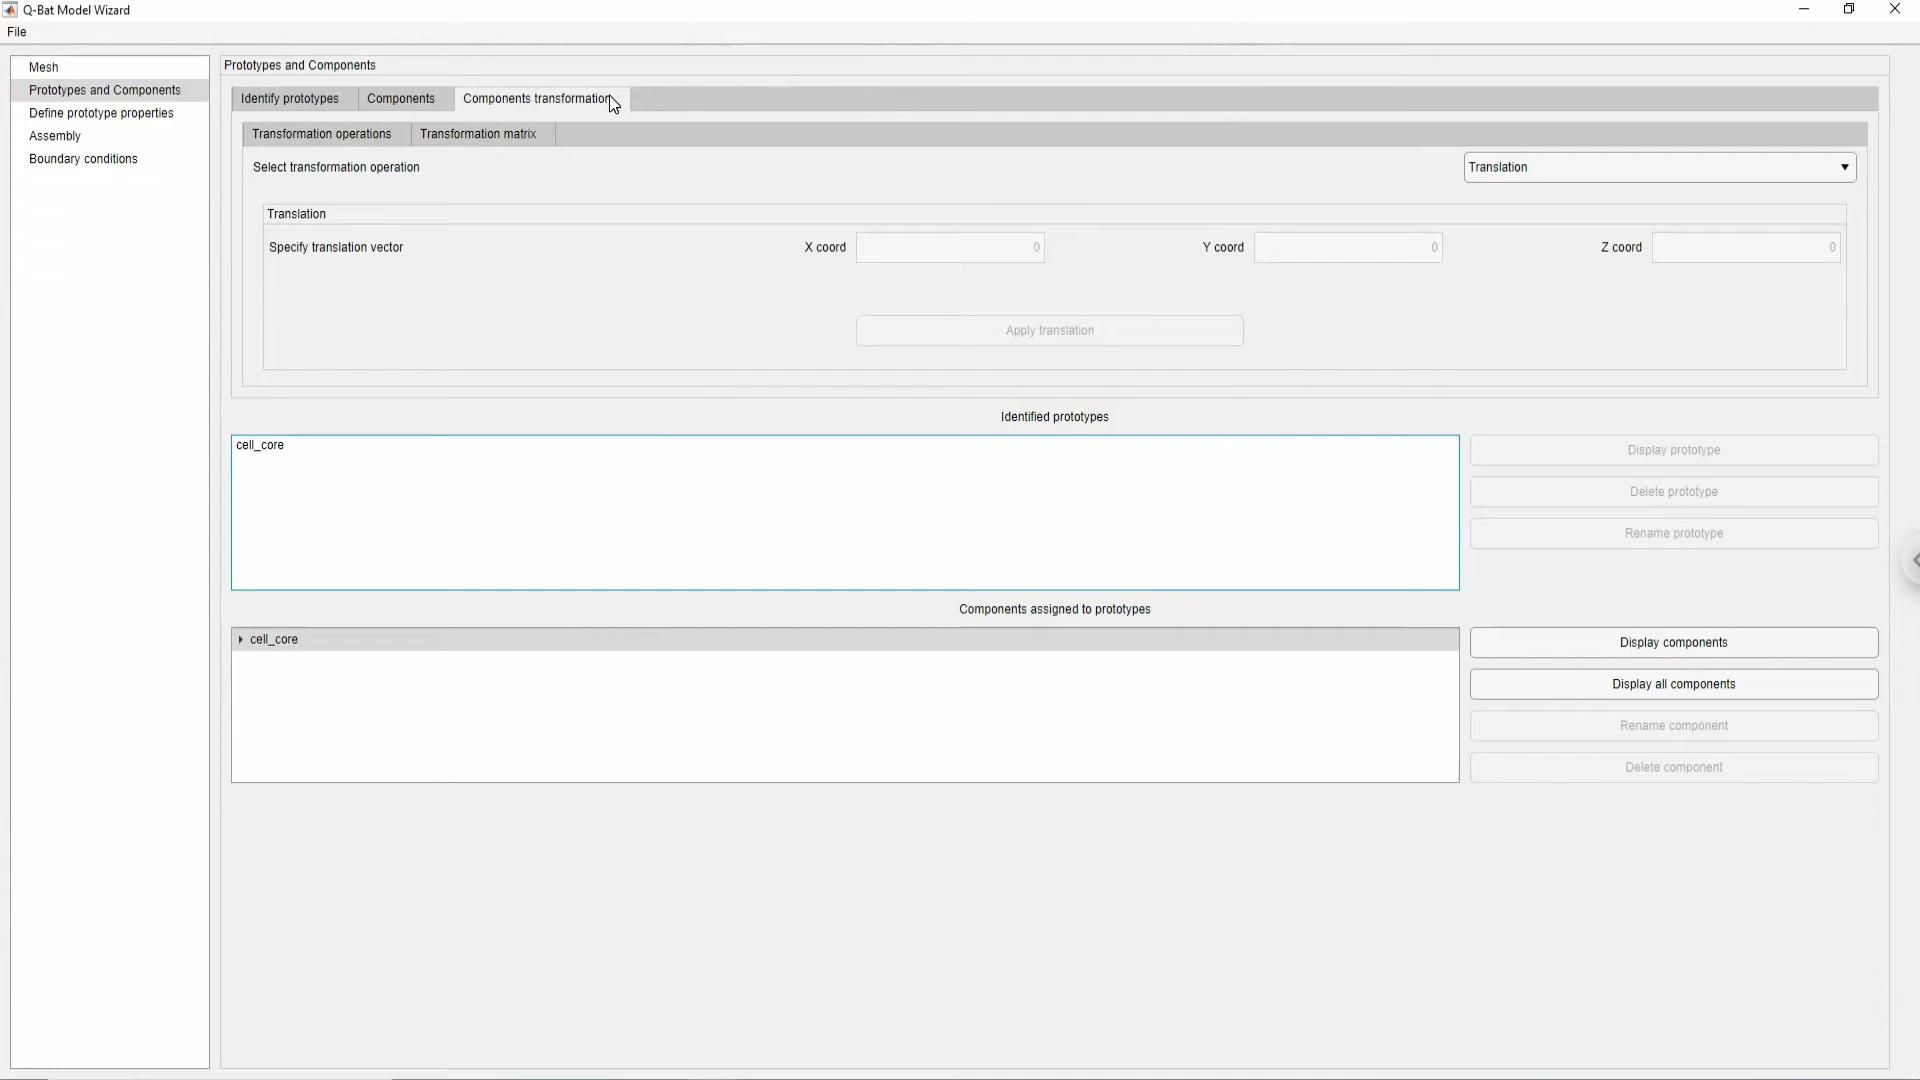 Q-Bat Model Wizard
File
Mesh
Prototypes and Components
Define prototype properties
Assembly
Boundary conditions
Prototypes and Components
Identify prototypes Components Components transformation
Transformation operations Transformation matrix
Select transformation operation Translation
Translation
Specify translation vector X coord 0 Y coord 0 Z coord 0
Apply translation
Identified prototypes
cell_core
Display prototype
Delete prototype
Rename prototype
Components assigned to prototypes
cell_core
Display components
Display all components
Rename component
Delete component